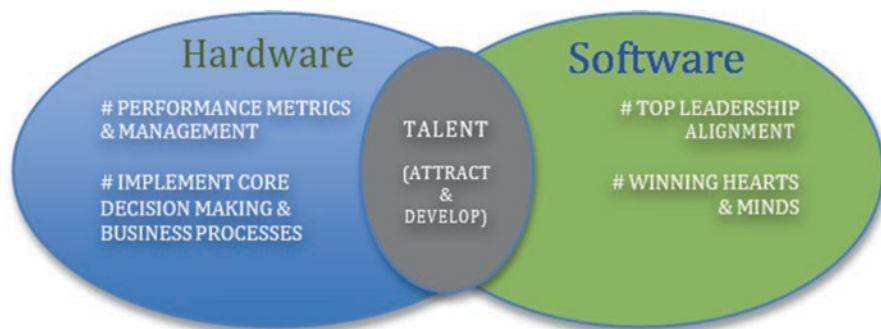 Hardware
# PERFORMANCE METRICS
& MANAGEMENT
# IMPLEMENT CORE
DECISION MAKING &
BUSINESS PROCESSES
TALENT
(ATTRACT
&
DEVELOP)
Software
# TOP LEADERSHIP
ALIGNMENT
# WINNING HEARTS
& MINDS